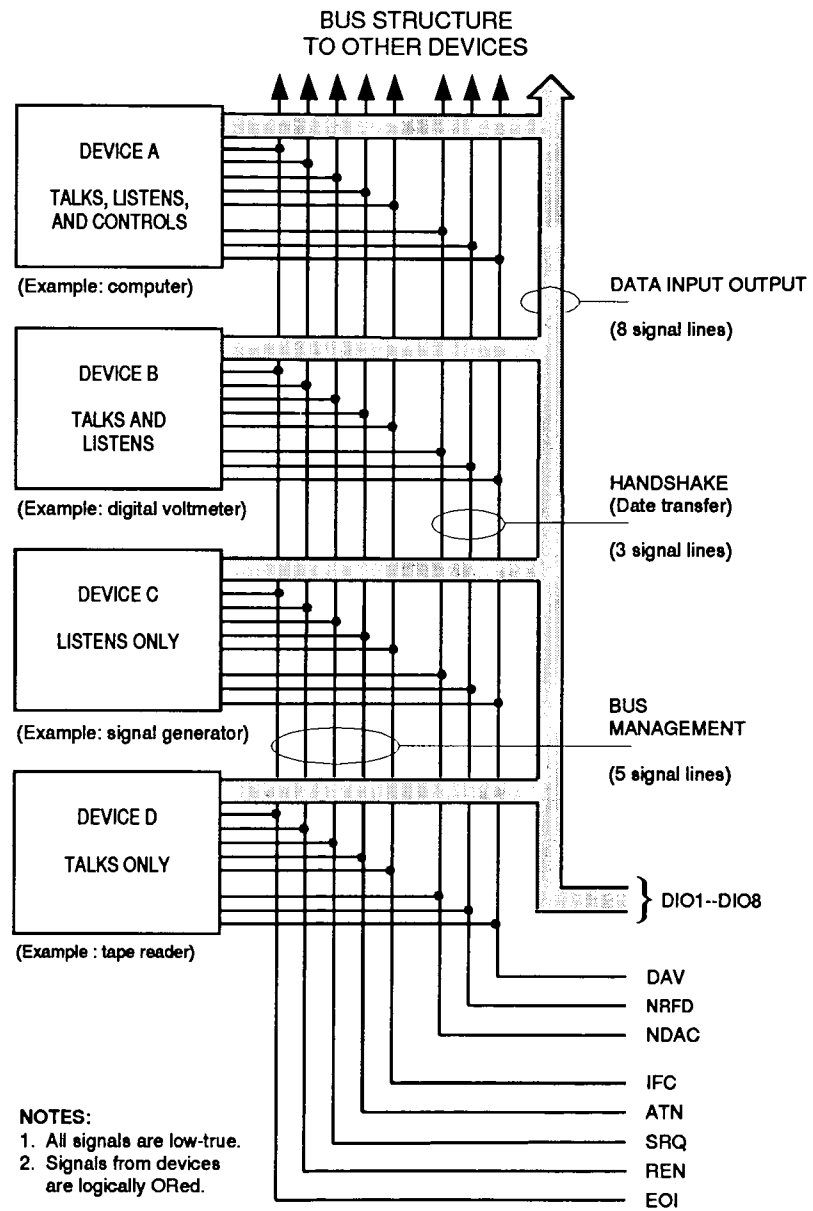 BUS STRUCTURE
TO OTHER DEVICES
DEVICE A
TALKS, LISTENS,
AND CONTROLS
(Example: computer)
DATA INPUT OUTPUT
(8 signal lines)
DEVICE B
TALKS AND
LISTENS
(Example: digital voltmeter)
HANDSHAKE
(Date transfer)
(3 signal lines)
DEVICE C
LISTENS ONLY
(Example: signal generator)
BUS
MANAGEMENT
(5 signal lines)
DEVICE D
TALKS ONLY
(Example : tape reader)
} DIO1--DIO8
DAV
NRFD
NDAC
IFC
ATN
SRQ
REN
EOI
NOTES:
1. All signals are low-true.
2. Signals from devices
are logically ORed.